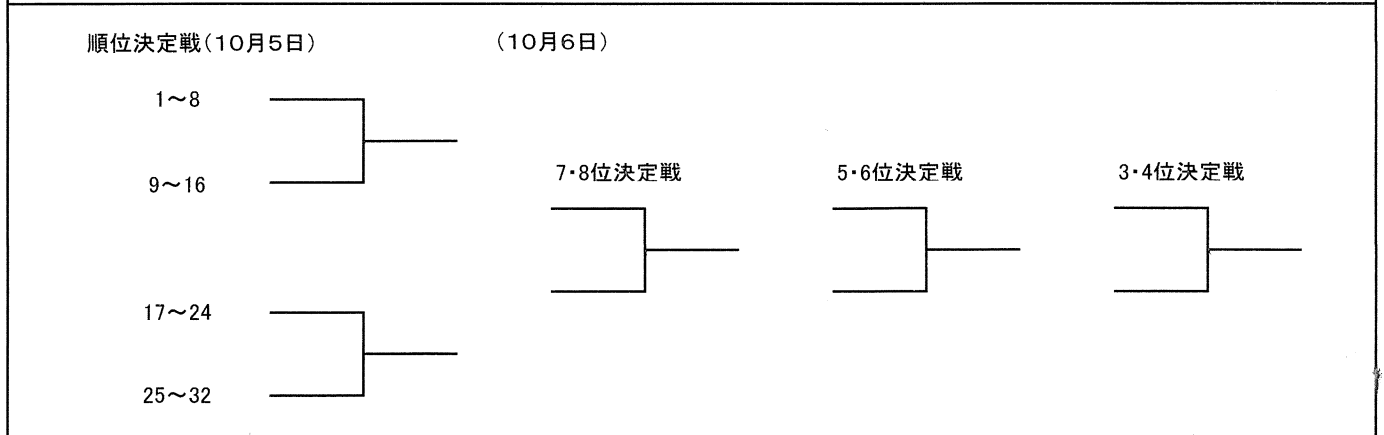 順位決定戦(10月5日)
(10月6日)
1～8
9～16
7・8位決定戦
5・6位決定戦
3・4位決定戦
17～24
25～32